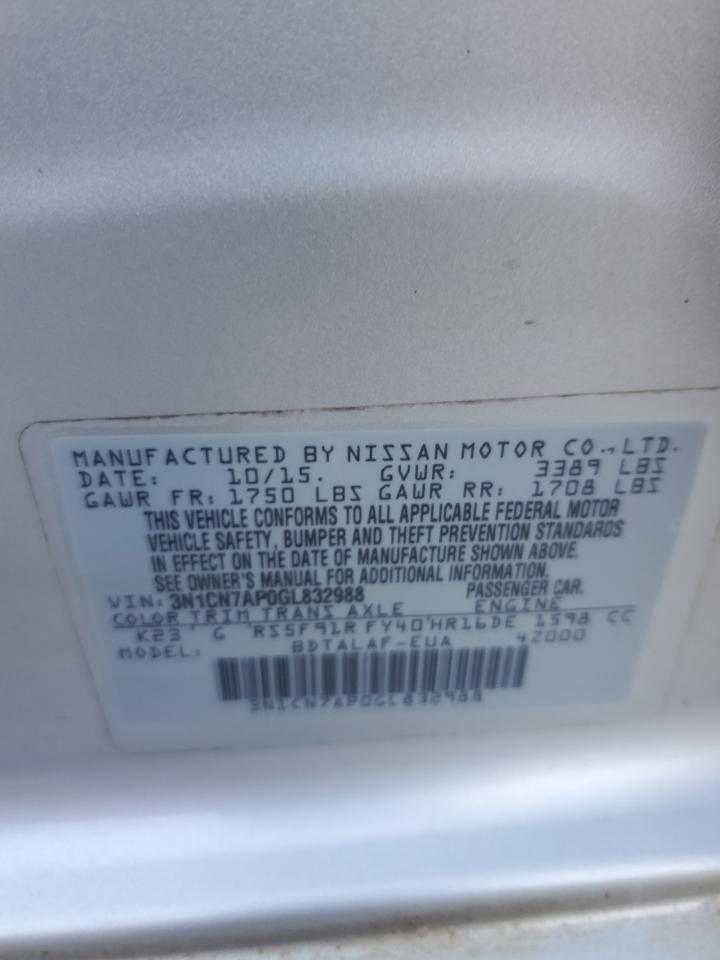 MANUFACTURED BY NISSAN MOTOR CO., LTD.
DATE: 10/15. GVWR: 3389 LBS
GAWR FR: 1750 LBS GAWR RR: 1708 LBS
THIS VEHICLE CONFORMS TO ALL APPLICABLE FEDERAL MOTOR
VEHICLE SAFETY, BUMPER AND THEFT PREVENTION STANDARDS
IN EFFECT ON THE DATE OF MANUFACTURE SHOWN ABOVE.
SEE OWNER'S MANUAL FOR ADDITIONAL INFORMATION.
VIN: 3N1CN7AP0GL832988 PASSENGER CAR.
COLOR TRIM TRANS AXLE ENGINE
K23 G RS5F91R FY40 HR16DE 1598 CC
MODEL: BDTALAF-EUA 4Z000
3N1CN7AP0GL832988